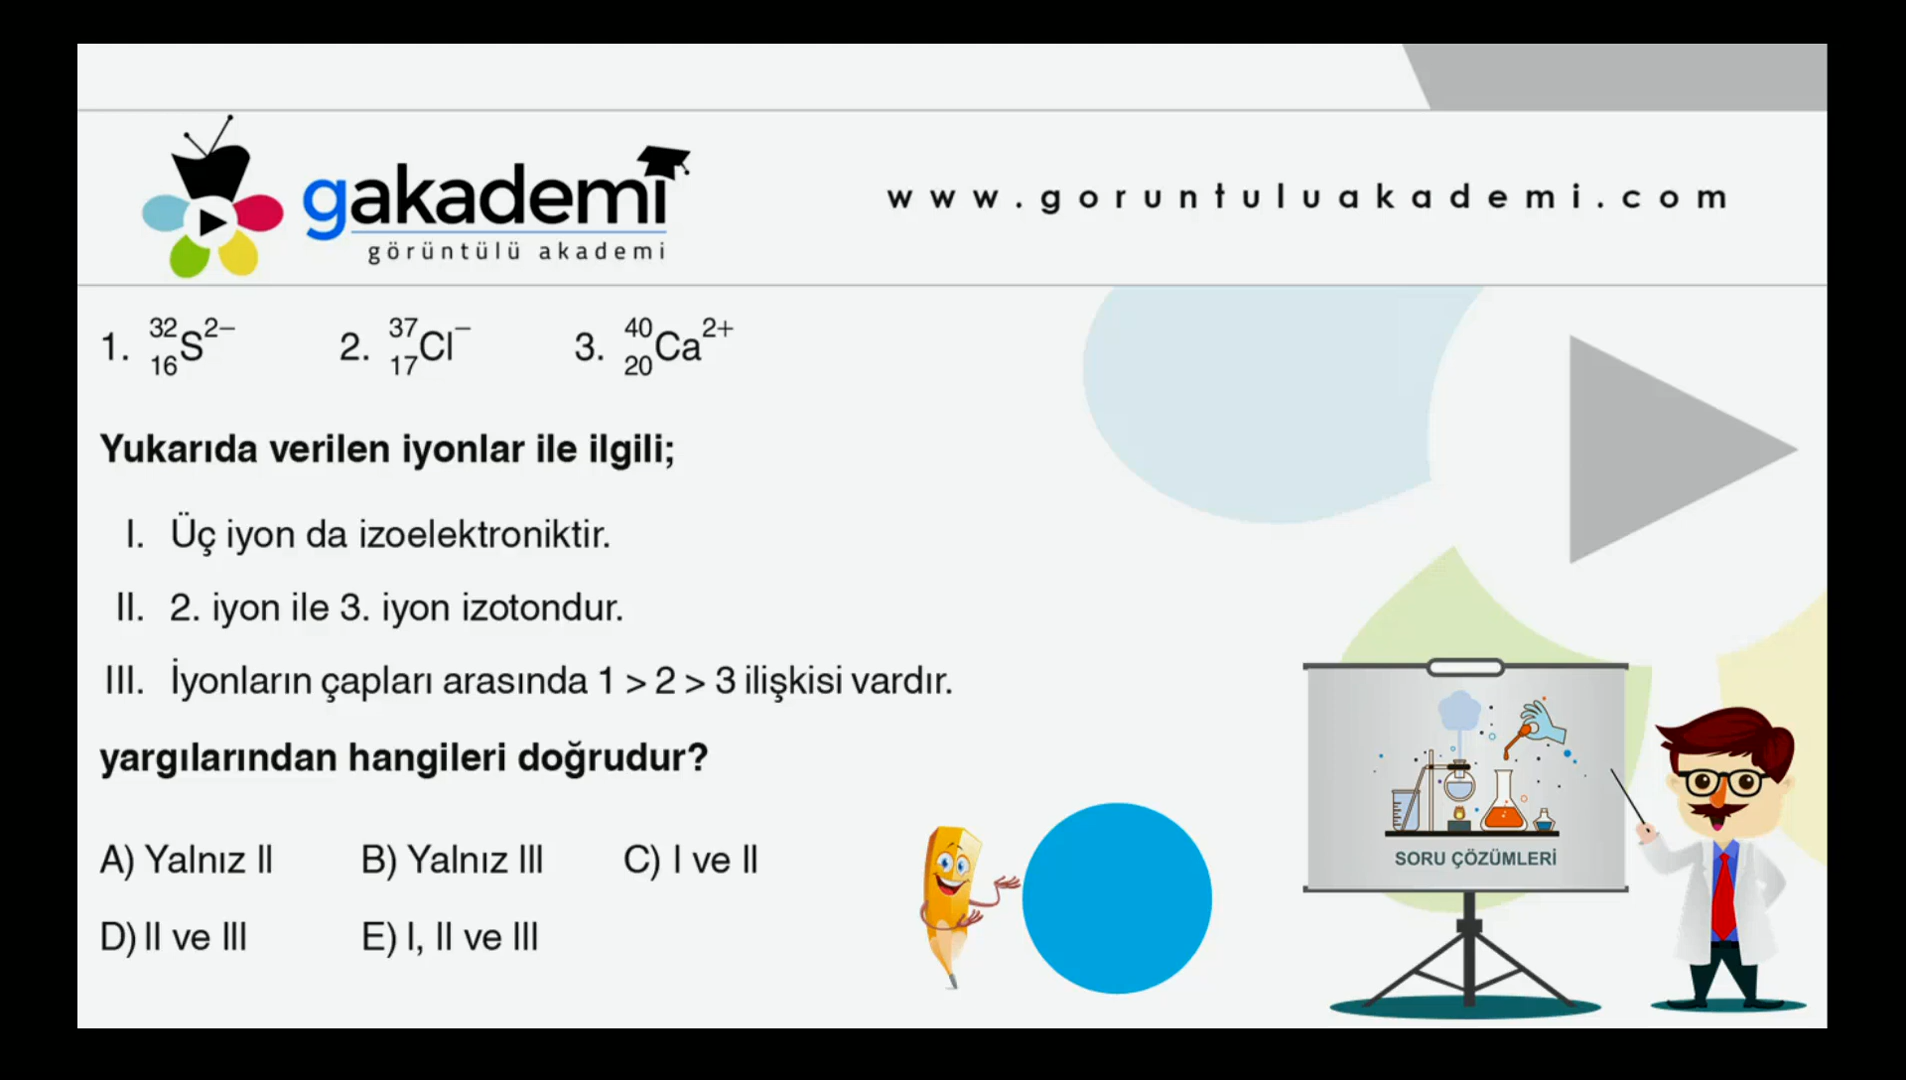 gakademi
görüntülü akademi
www.goruntuluakademi.com
1. ³²₁₆S²⁻ 2. ³⁷₁₇Cl⁻ 3. ⁴⁰₂₀Ca²⁺
Yukarıda verilen iyonlar ile ilgili;
I. Üç iyon da izoelektroniktir.
II. 2. iyon ile 3. iyon izotondur.
III. İyonların çapları arasında 1 > 2 > 3 ilişkisi vardır.
yargılarından hangileri doğrudur?
A) Yalnız II B) Yalnız III C) I ve II
D) II ve III E) I, II ve III
SORU ÇÖZÜMLERİ